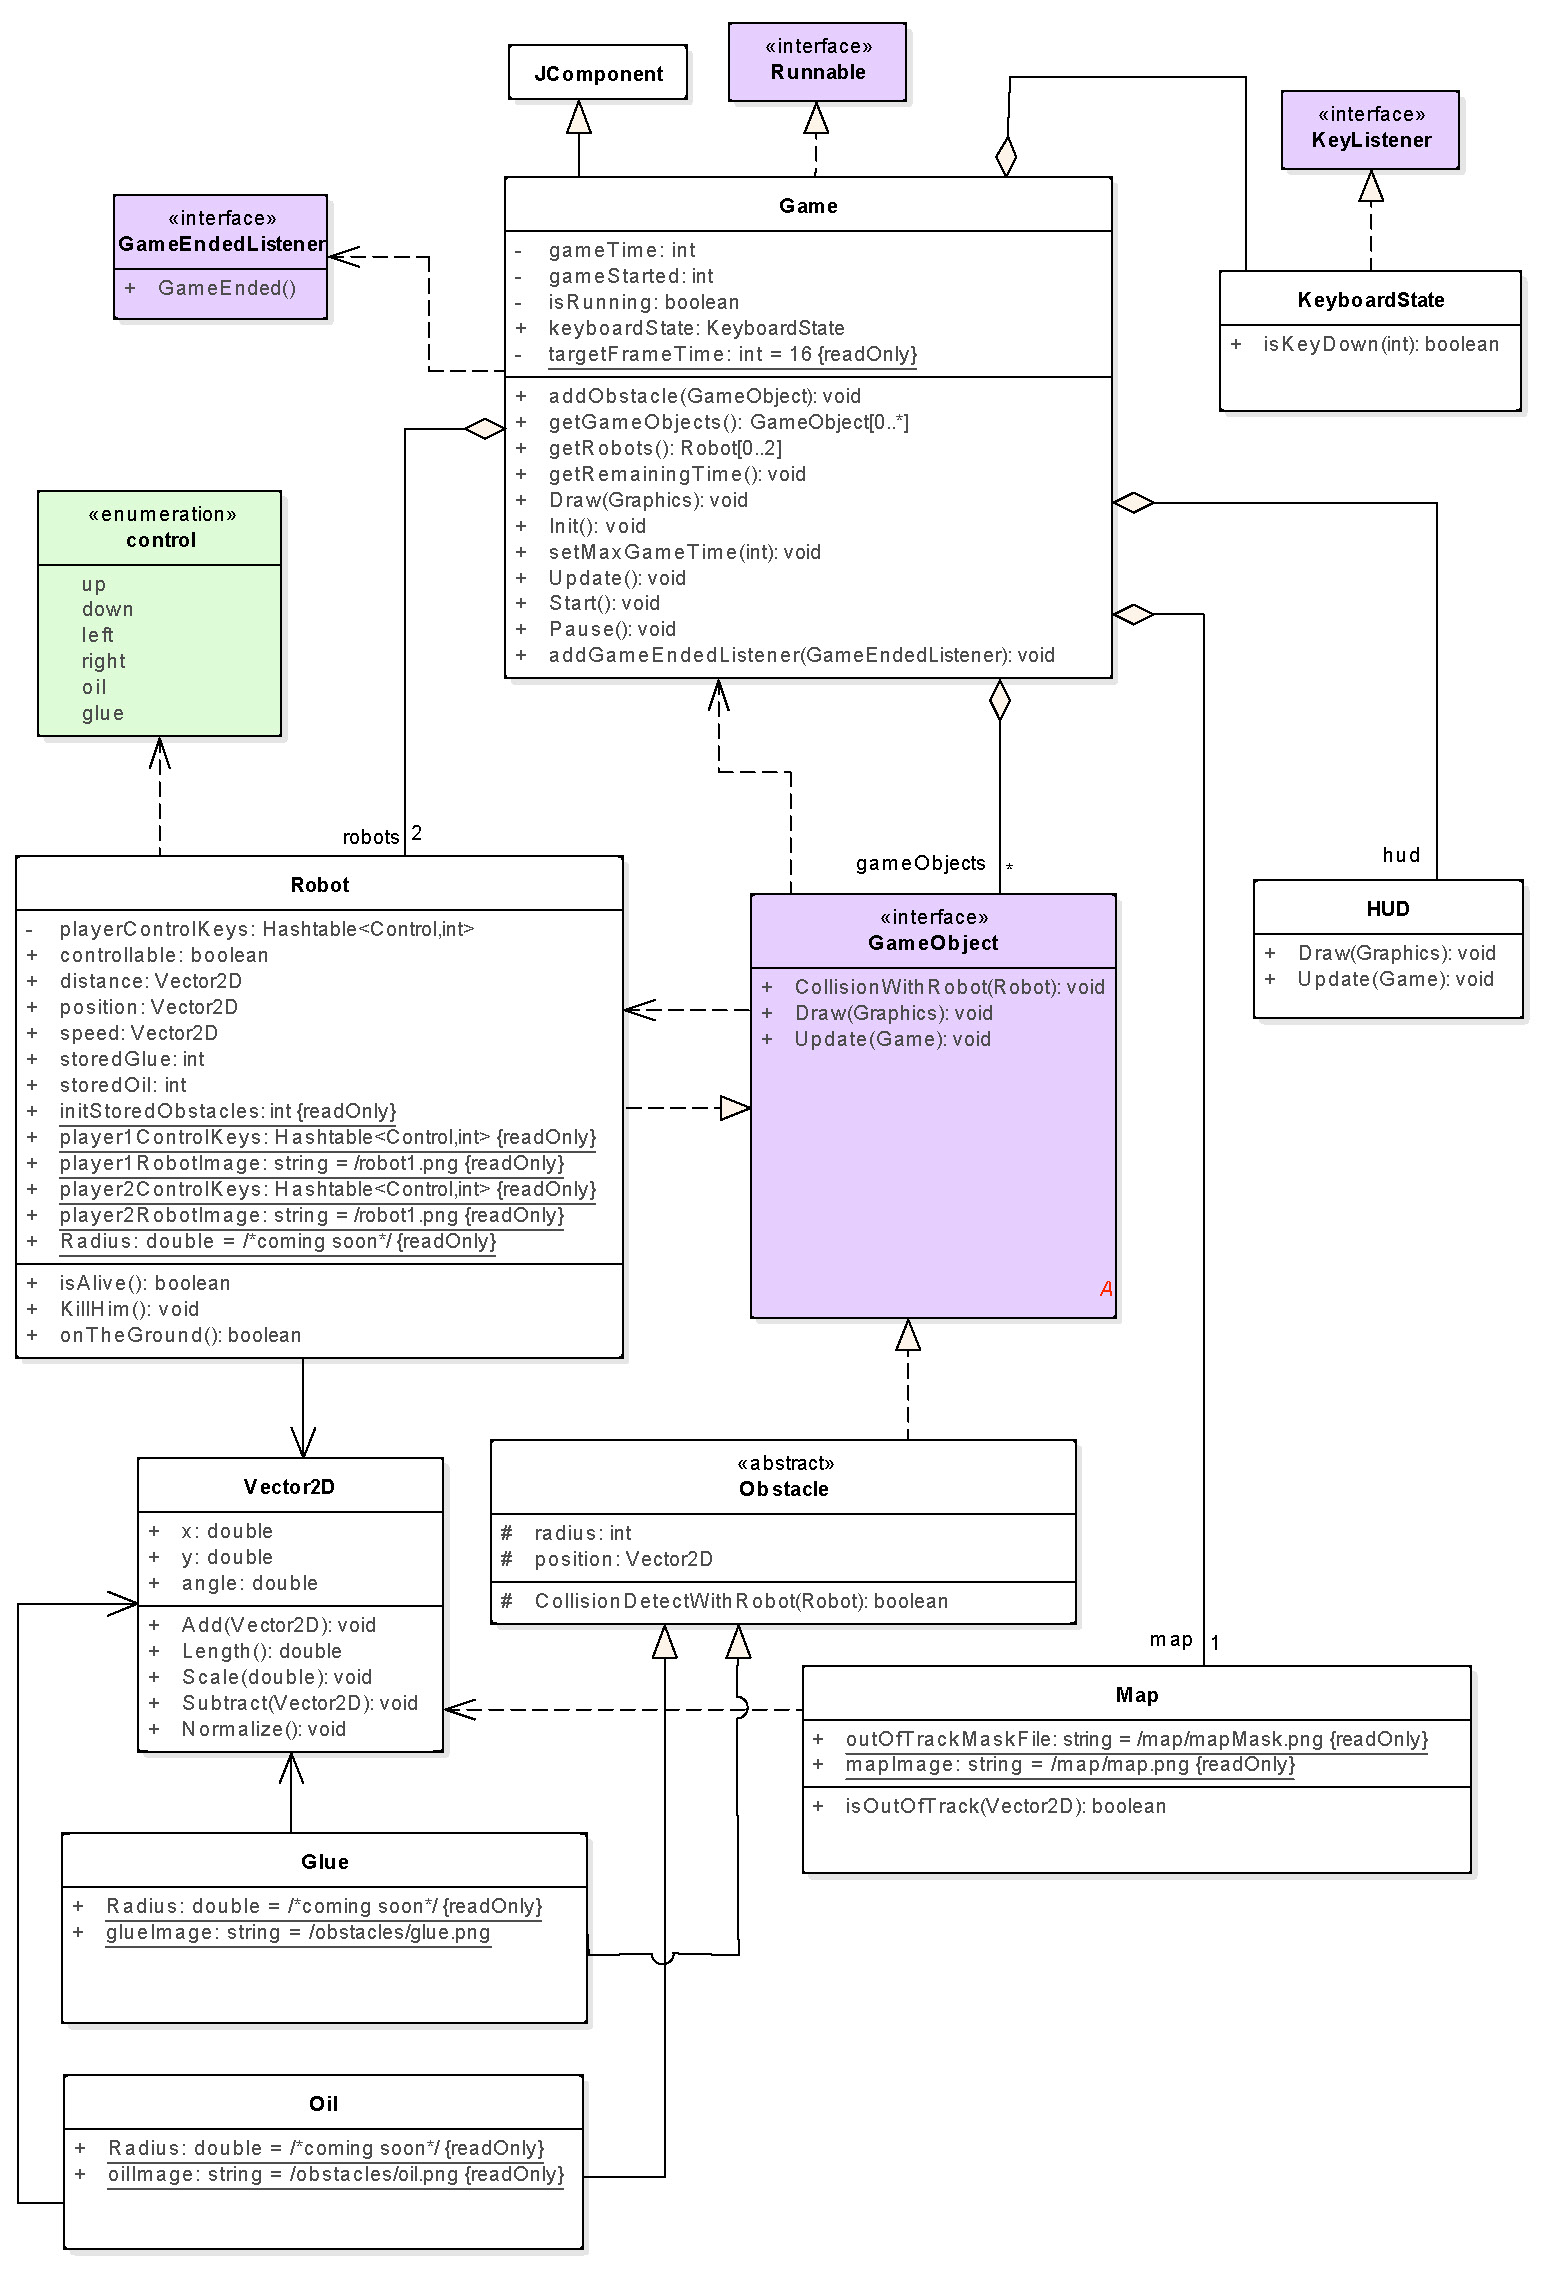 JComponent
«interface»
Runnable
«interface»
KeyListener
«interface»
GameEndedListener
+ GameEnded()
Game
- gameTime: int
- gameStarted: int
- isRunning: boolean
+ keyboardState: KeyboardState
- targetFrameTime: int = 16 {readOnly}
+ addObstacle(GameObject): void
+ getGameObjects(): GameObject[0..*]
+ getRobots(): Robot[0..2]
+ getRemainingTime(): void
+ Draw(Graphics): void
+ Init(): void
+ setMaxGameTime(int): void
+ Update(): void
+ Start(): void
+ Pause(): void
+ addGameEndedListener(GameEndedListener): void
KeyboardState
+ isKeyDown(int): boolean
«enumeration»
control
up
down
left
right
oil
glue
robots 2
gameObjects *
hud
Robot
- playerControlKeys: Hashtable<Control,int>
+ controllable: boolean
+ distance: Vector2D
+ position: Vector2D
+ speed: Vector2D
+ storedGlue: int
+ storedOil: int
+ initStoredObstacles: int {readOnly}
+ player1ControlKeys: Hashtable<Control,int> {readOnly}
+ player1RobotImage: string = /robot1.png {readOnly}
+ player2ControlKeys: Hashtable<Control,int> {readOnly}
+ player2RobotImage: string = /robot1.png {readOnly}
+ Radius: double = /*coming soon*/ {readOnly}
+ isAlive(): boolean
+ KillHim(): void
+ onTheGround(): boolean
«interface»
GameObject
+ CollisionWithRobot(Robot): void
+ Draw(Graphics): void
+ Update(Game): void
A
HUD
+ Draw(Graphics): void
+ Update(Game): void
Vector2D
+ x: double
+ y: double
+ angle: double
+ Add(Vector2D): void
+ Length(): double
+ Scale(double): void
+ Subtract(Vector2D): void
+ Normalize(): void
«abstract»
Obstacle
# radius: int
# position: Vector2D
# CollisionDetectWithRobot(Robot): boolean
map 1
Map
+ outOfTrackMaskFile: string = /map/mapMask.png {readOnly}
+ mapImage: string = /map/map.png {readOnly}
+ isOutOfTrack(Vector2D): boolean
Glue
+ Radius: double = /*coming soon*/ {readOnly}
+ glueImage: string = /obstacles/glue.png
Oil
+ Radius: double = /*coming soon*/ {readOnly}
+ oilImage: string = /obstacles/oil.png {readOnly}